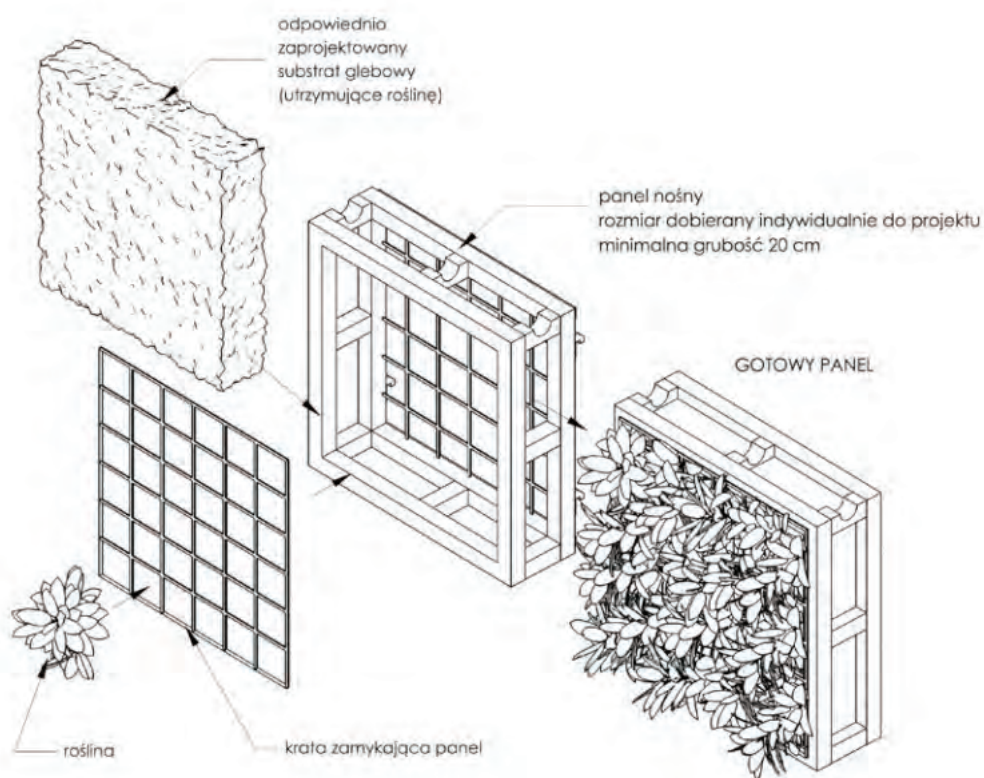 odpowiednio
zaprojektowany
substrat glebowy
(utrzymujące roślinę)
panel nośny
rozmiar dobierany indywidualnie do projektu
minimalna grubość 20 cm
GOTOWY PANEL
roślina
krata zamykająca panel